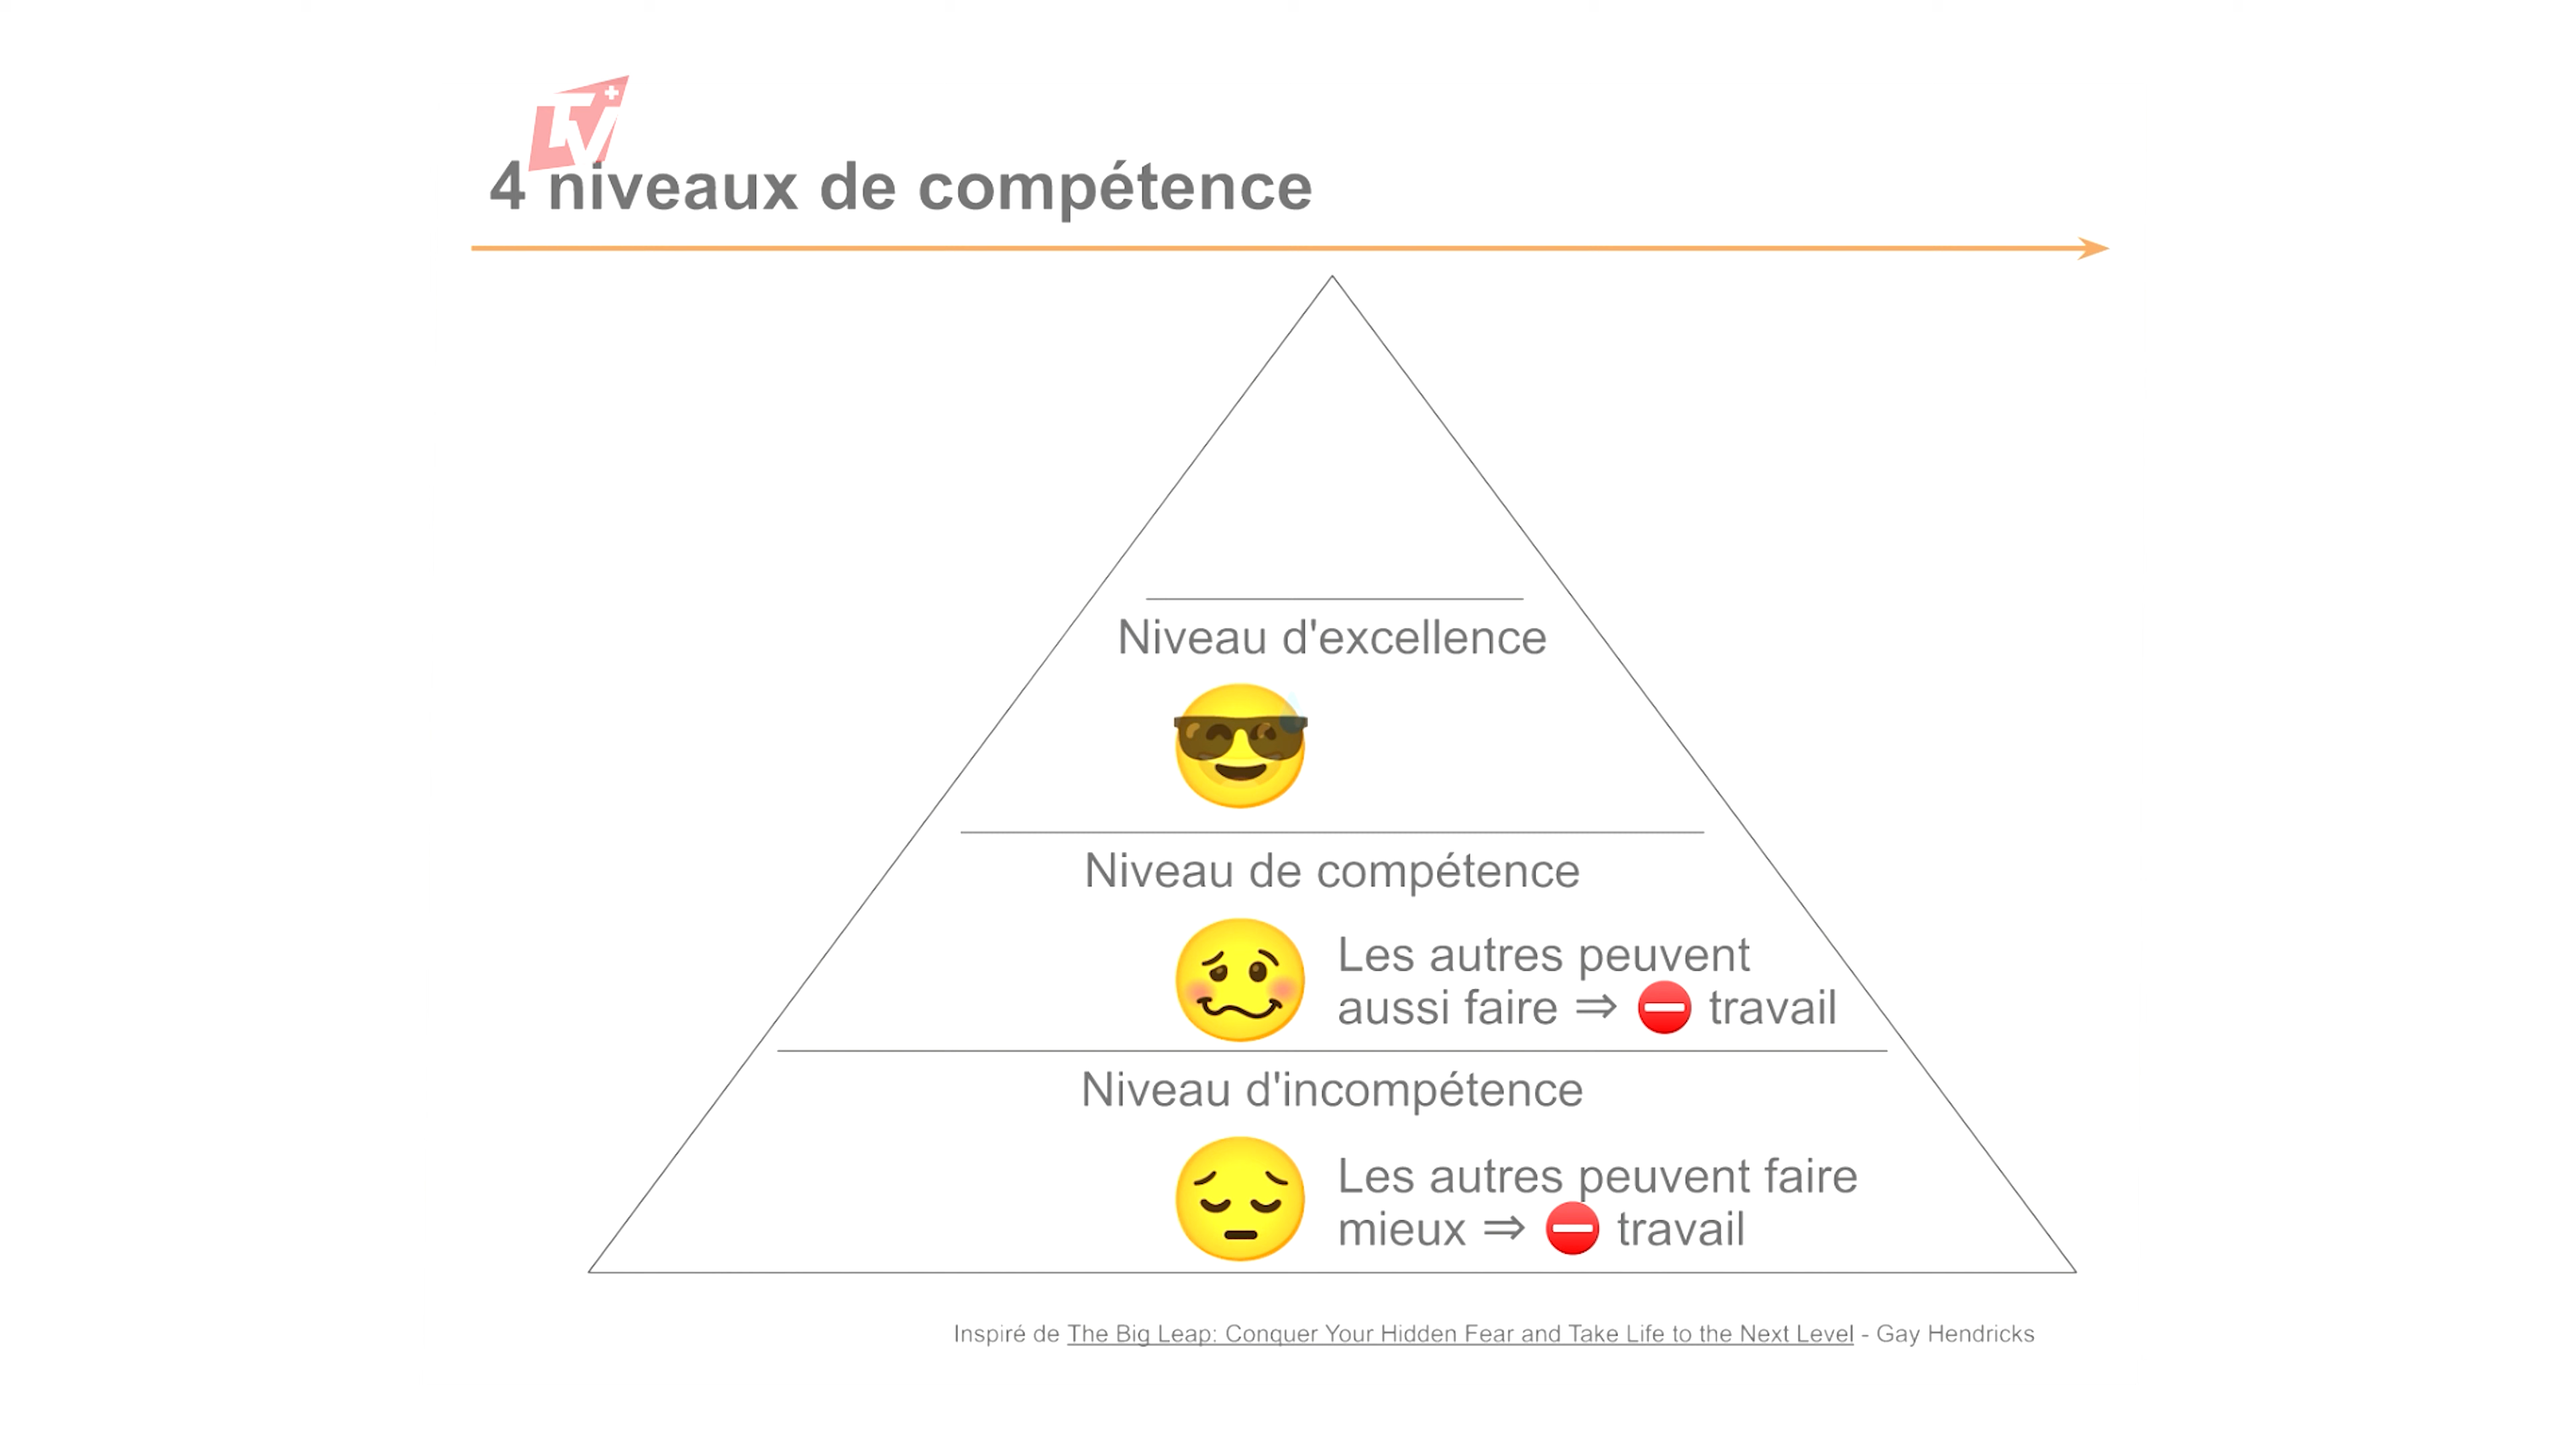 LTV
4 niveaux de compétence
Niveau d'excellence
Niveau de compétence
Les autres peuvent
aussi faire ⇒ ⛔ travail
Niveau d'incompétence
Les autres peuvent faire
mieux ⇒ ⛔ travail
Inspiré de The Big Leap: Conquer Your Hidden Fear and Take Life to the Next Level - Gay Hendricks